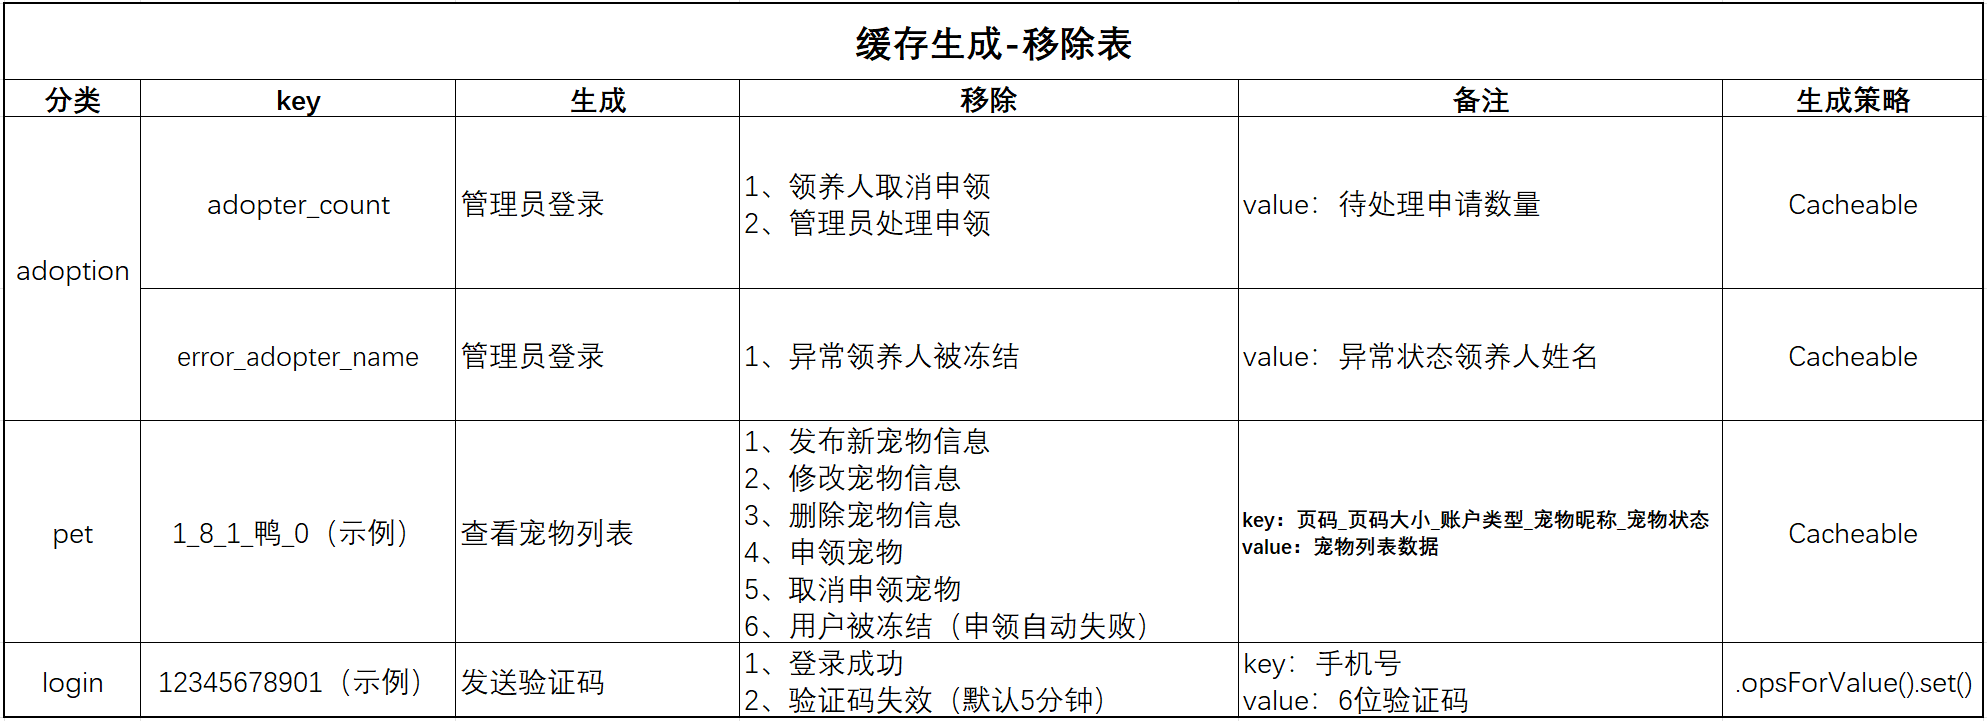 缓存生成-移除表
分类 key 生成 移除 备注 生成策略
adoption
adopter_count
管理员登录
1、领养人取消申领
2、管理员处理申领
value：待处理申请数量
Cacheable
error_adopter_name
管理员登录
1、异常领养人被冻结
value：异常状态领养人姓名
Cacheable
pet
1_8_1_鸭_0（示例）
查看宠物列表
1、发布新宠物信息
2、修改宠物信息
3、删除宠物信息
4、申领宠物
5、取消申领宠物
6、用户被冻结（申领自动失败）
key：页码_页码大小_账户类型_宠物昵称_宠物状态
value：宠物列表数据
Cacheable
login
12345678901（示例）
发送验证码
1、登录成功
2、验证码失效（默认5分钟）
key：手机号
value：6位验证码
.opsForValue().set()